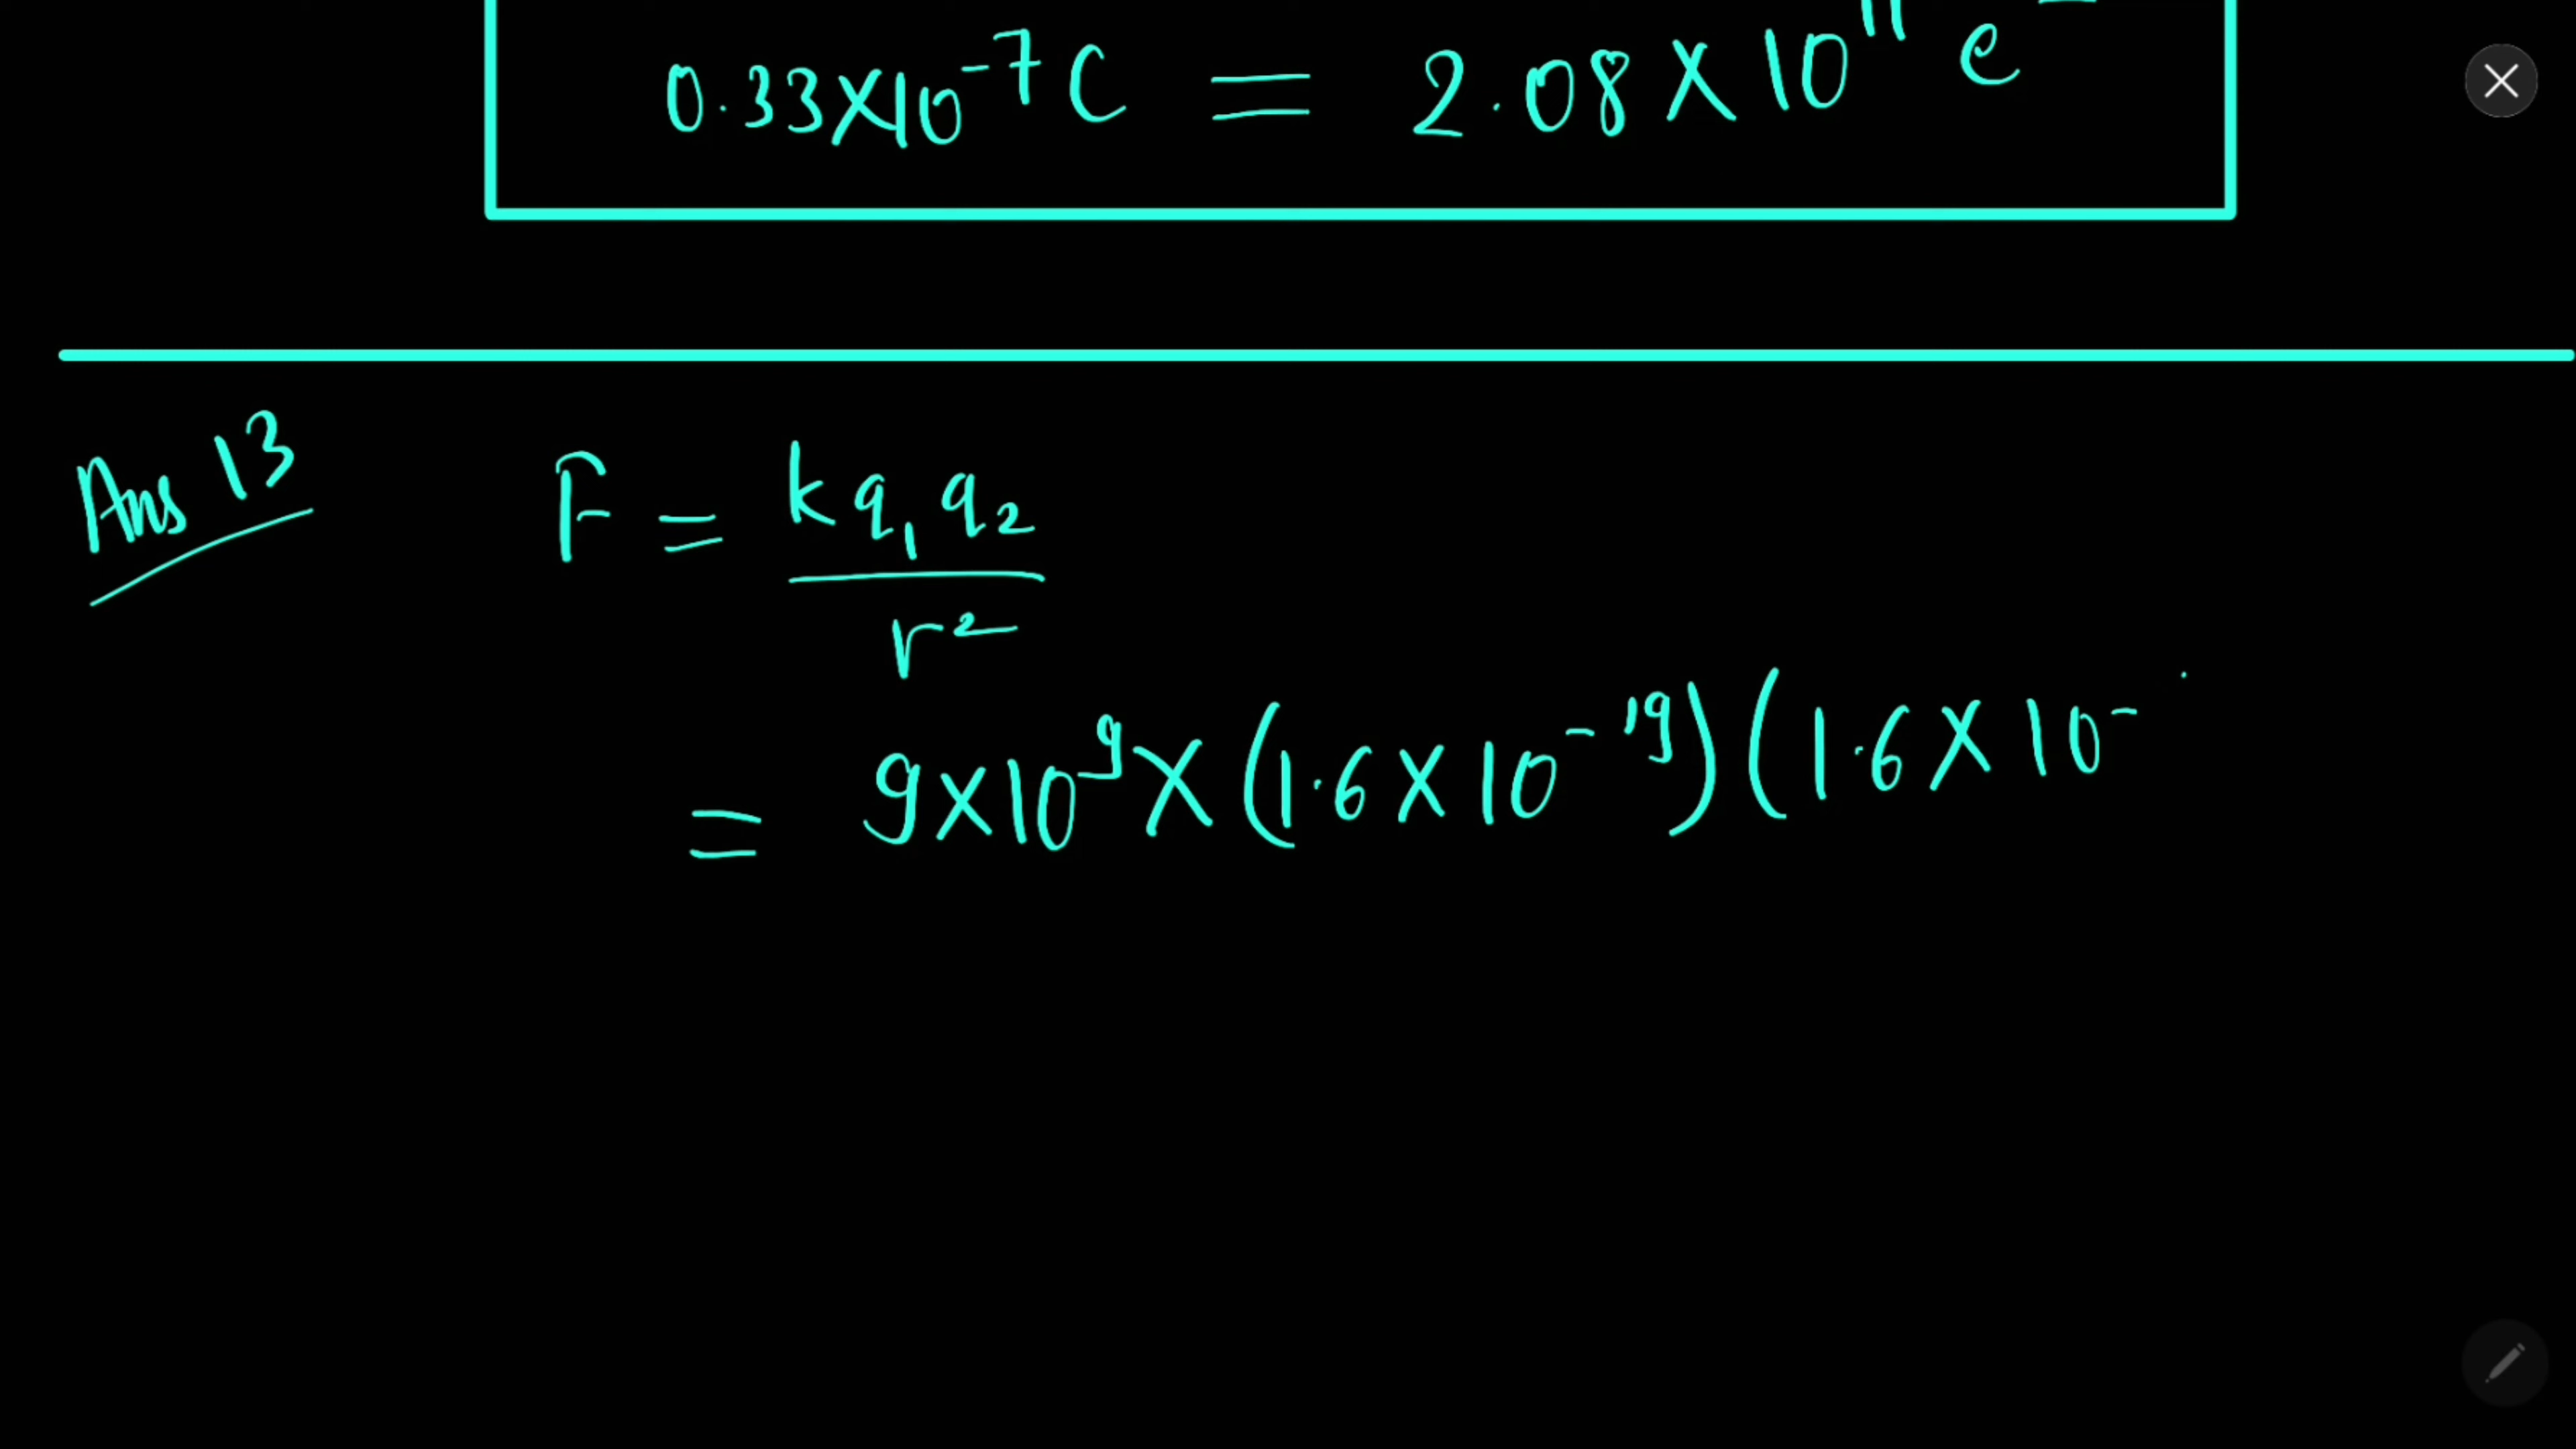 0.33×10⁻⁷ C = 2.08×10¹¹ e
Ans 13
F = kq₁q₂ / r²
= 9×10⁹×(1.6×10⁻¹⁹)(1.6×10⁻